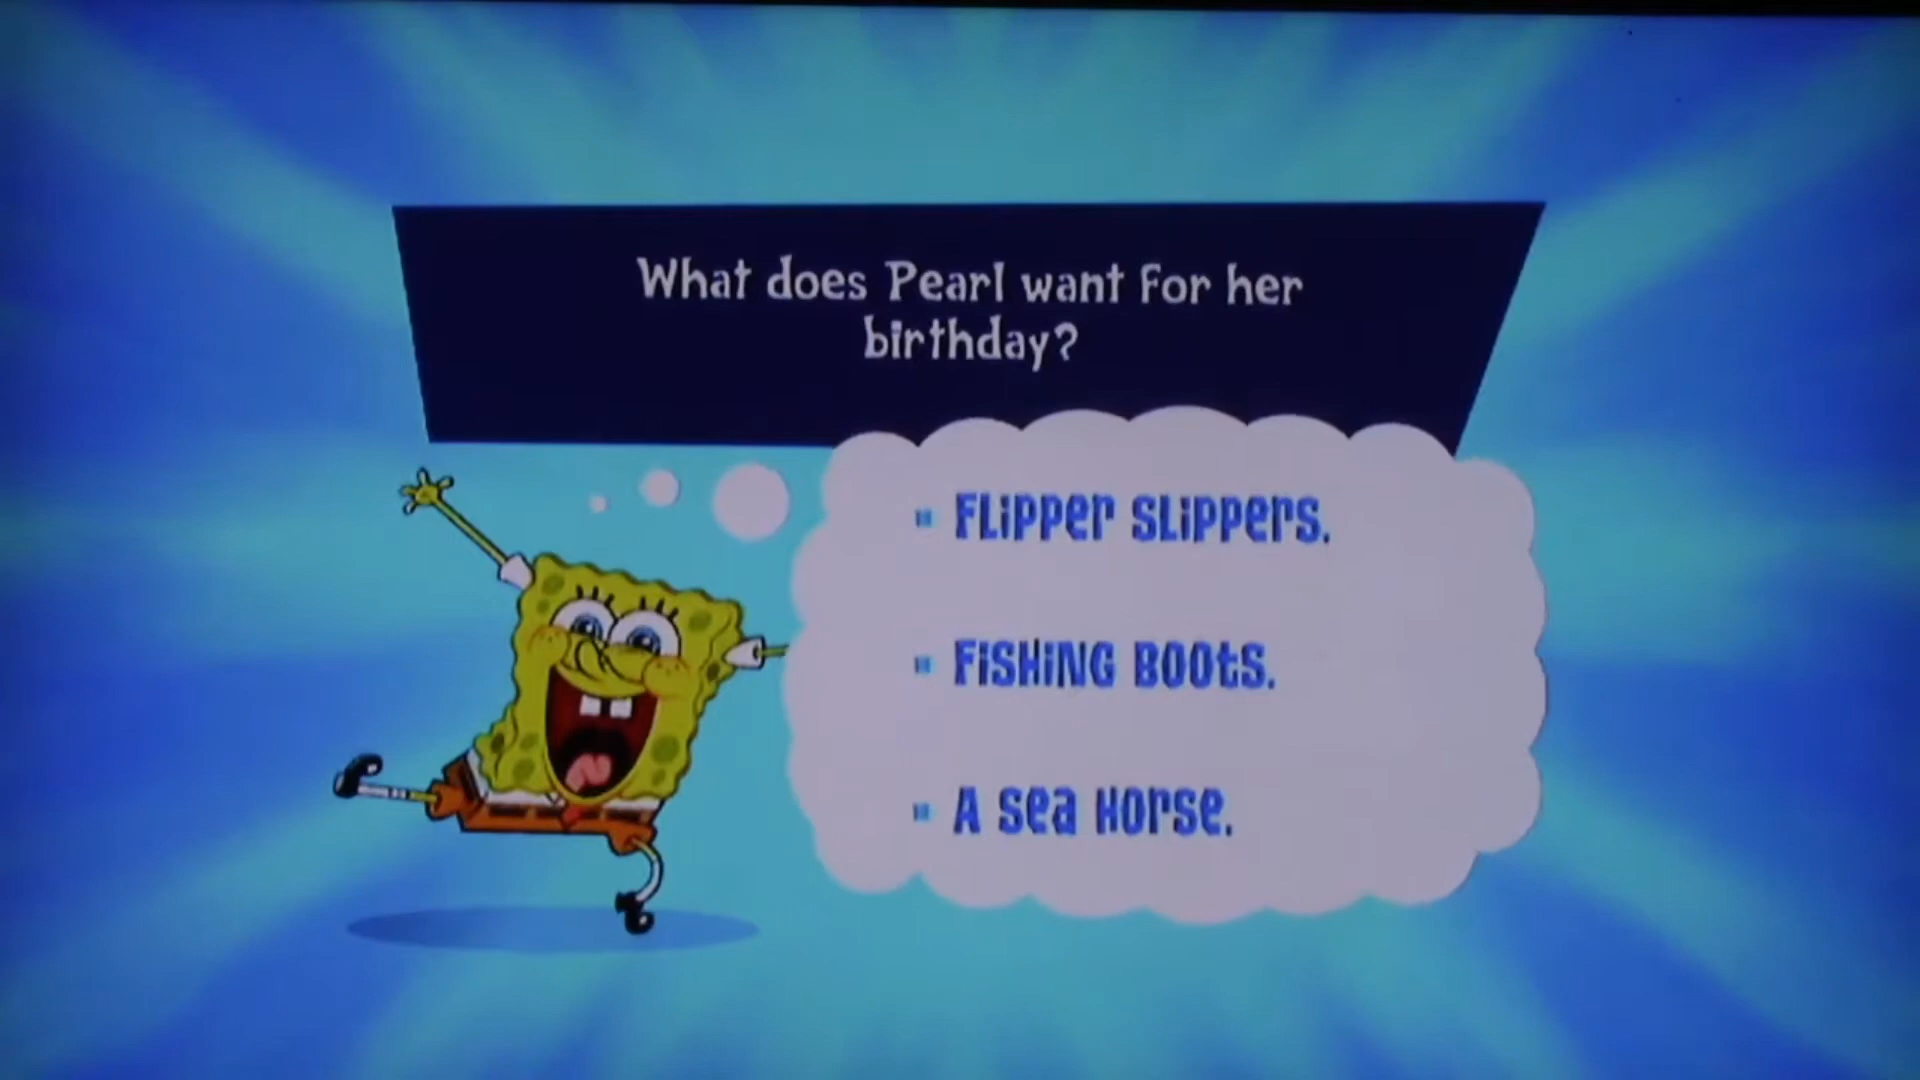 What does Pearl want for her
birthday?
Flipper slippers.
Fishing boots.
A sea horse.